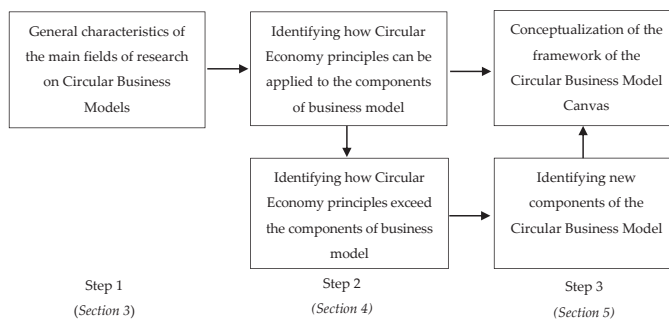 General characteristics of
the main fields of research
on Circular Business
Models
Identifying how Circular
Economy principles can be
applied to the components
of business model
Conceptualization of the
framework of the
Circular Business Model
Canvas
Identifying how Circular
Economy principles exceed
the components of business
model
Identifying new
components of the
Circular Business Model
Step 1
(Section 3)
Step 2
(Section 4)
Step 3
(Section 5)